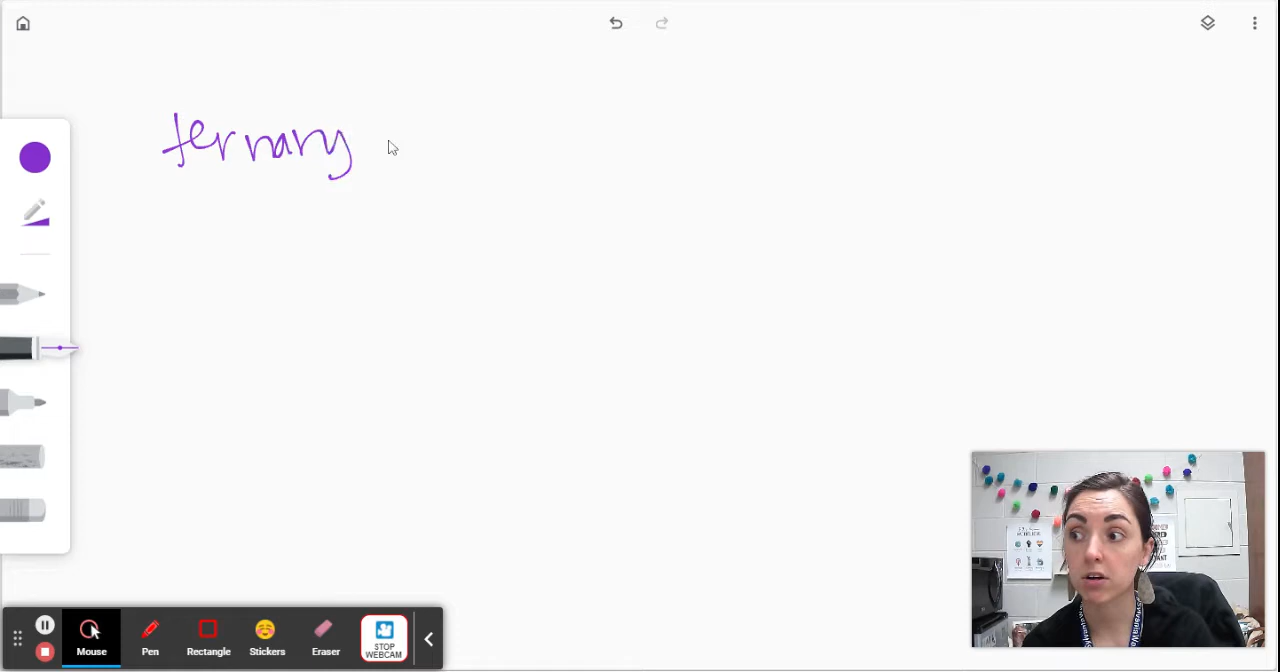 ternary
Mouse
Pen
Rectangle
Stickers
Eraser
STOP
WEBCAM